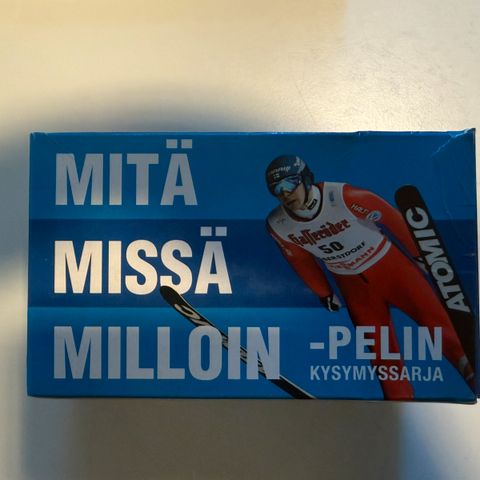 MITÄ
MISSÄ
MILLOIN
-PELIN
KYSYMYSSARJA
50
ATOMIC